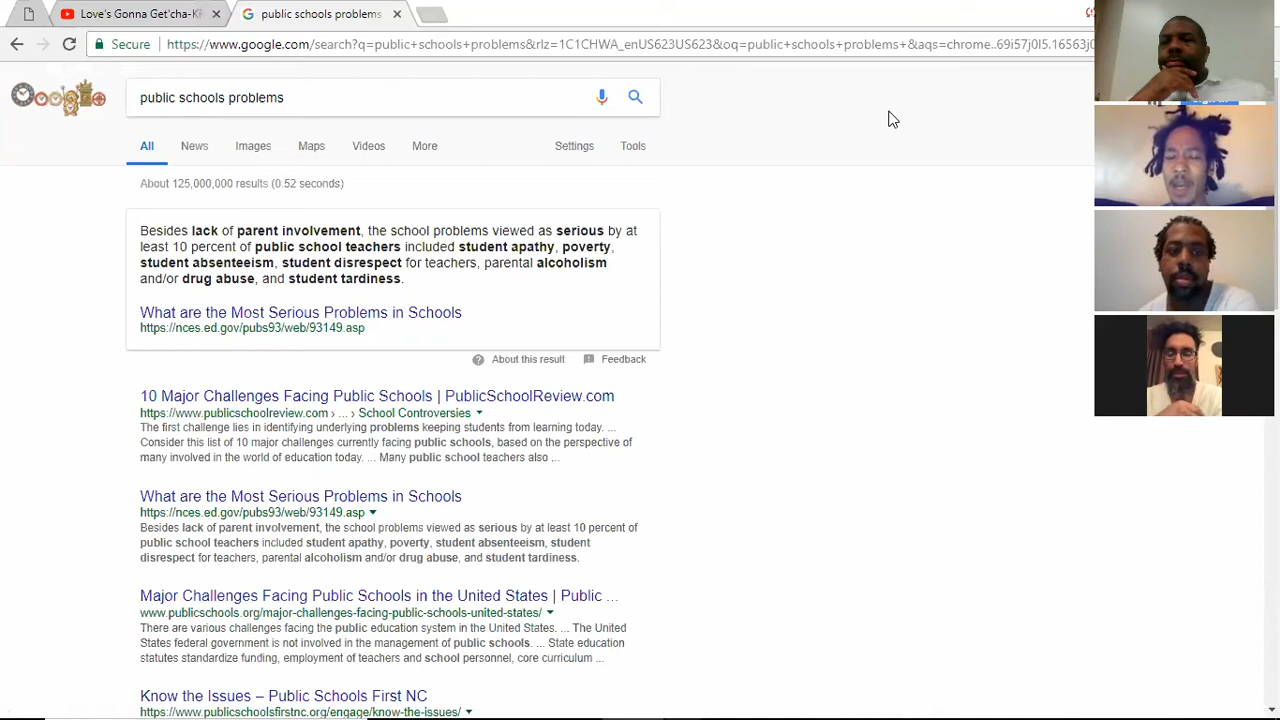 Love's Gonna Get'cha-K
public schools problems
Secure
https://www.google.com/search?q=public+schools+problems&rlz=1C1CHWA_enUS623US623&oq=public+schools+problems+&aqs=chrome..69i57j0l5.16563j0
public schools problems
All
News
Images
Maps
Videos
More
Settings
Tools
About 125,000,000 results (0.52 seconds)
Besides lack of parent involvement, the school problems viewed as serious by at
least 10 percent of public school teachers included student apathy, poverty,
student absenteeism, student disrespect for teachers, parental alcoholism
and/or drug abuse, and student tardiness.
What are the Most Serious Problems in Schools
https://nces.ed.gov/pubs93/web/93149.asp
About this result
Feedback
10 Major Challenges Facing Public Schools | PublicSchoolReview.com
https://www.publicschoolreview.com › ... › School Controversies
The first challenge lies in identifying underlying problems keeping students from learning today. ...
Consider this list of 10 major challenges currently facing public schools, based on the perspective of
many involved in the world of education today. ... Many public school teachers also ...
What are the Most Serious Problems in Schools
https://nces.ed.gov/pubs93/web/93149.asp
Besides lack of parent involvement, the school problems viewed as serious by at least 10 percent of
public school teachers included student apathy, poverty, student absenteeism, student
disrespect for teachers, parental alcoholism and/or drug abuse, and student tardiness.
Major Challenges Facing Public Schools in the United States | Public ...
www.publicschools.org/major-challenges-facing-public-schools-united-states/
There are various challenges facing the public education system in the United States. ... The United
States federal government is not involved in the management of public schools. ... State education
statutes standardize funding, employment of teachers and school personnel, core curriculum ...
Know the Issues – Public Schools First NC
https://www.publicschoolsfirstnc.org/engage/know-the-issues/